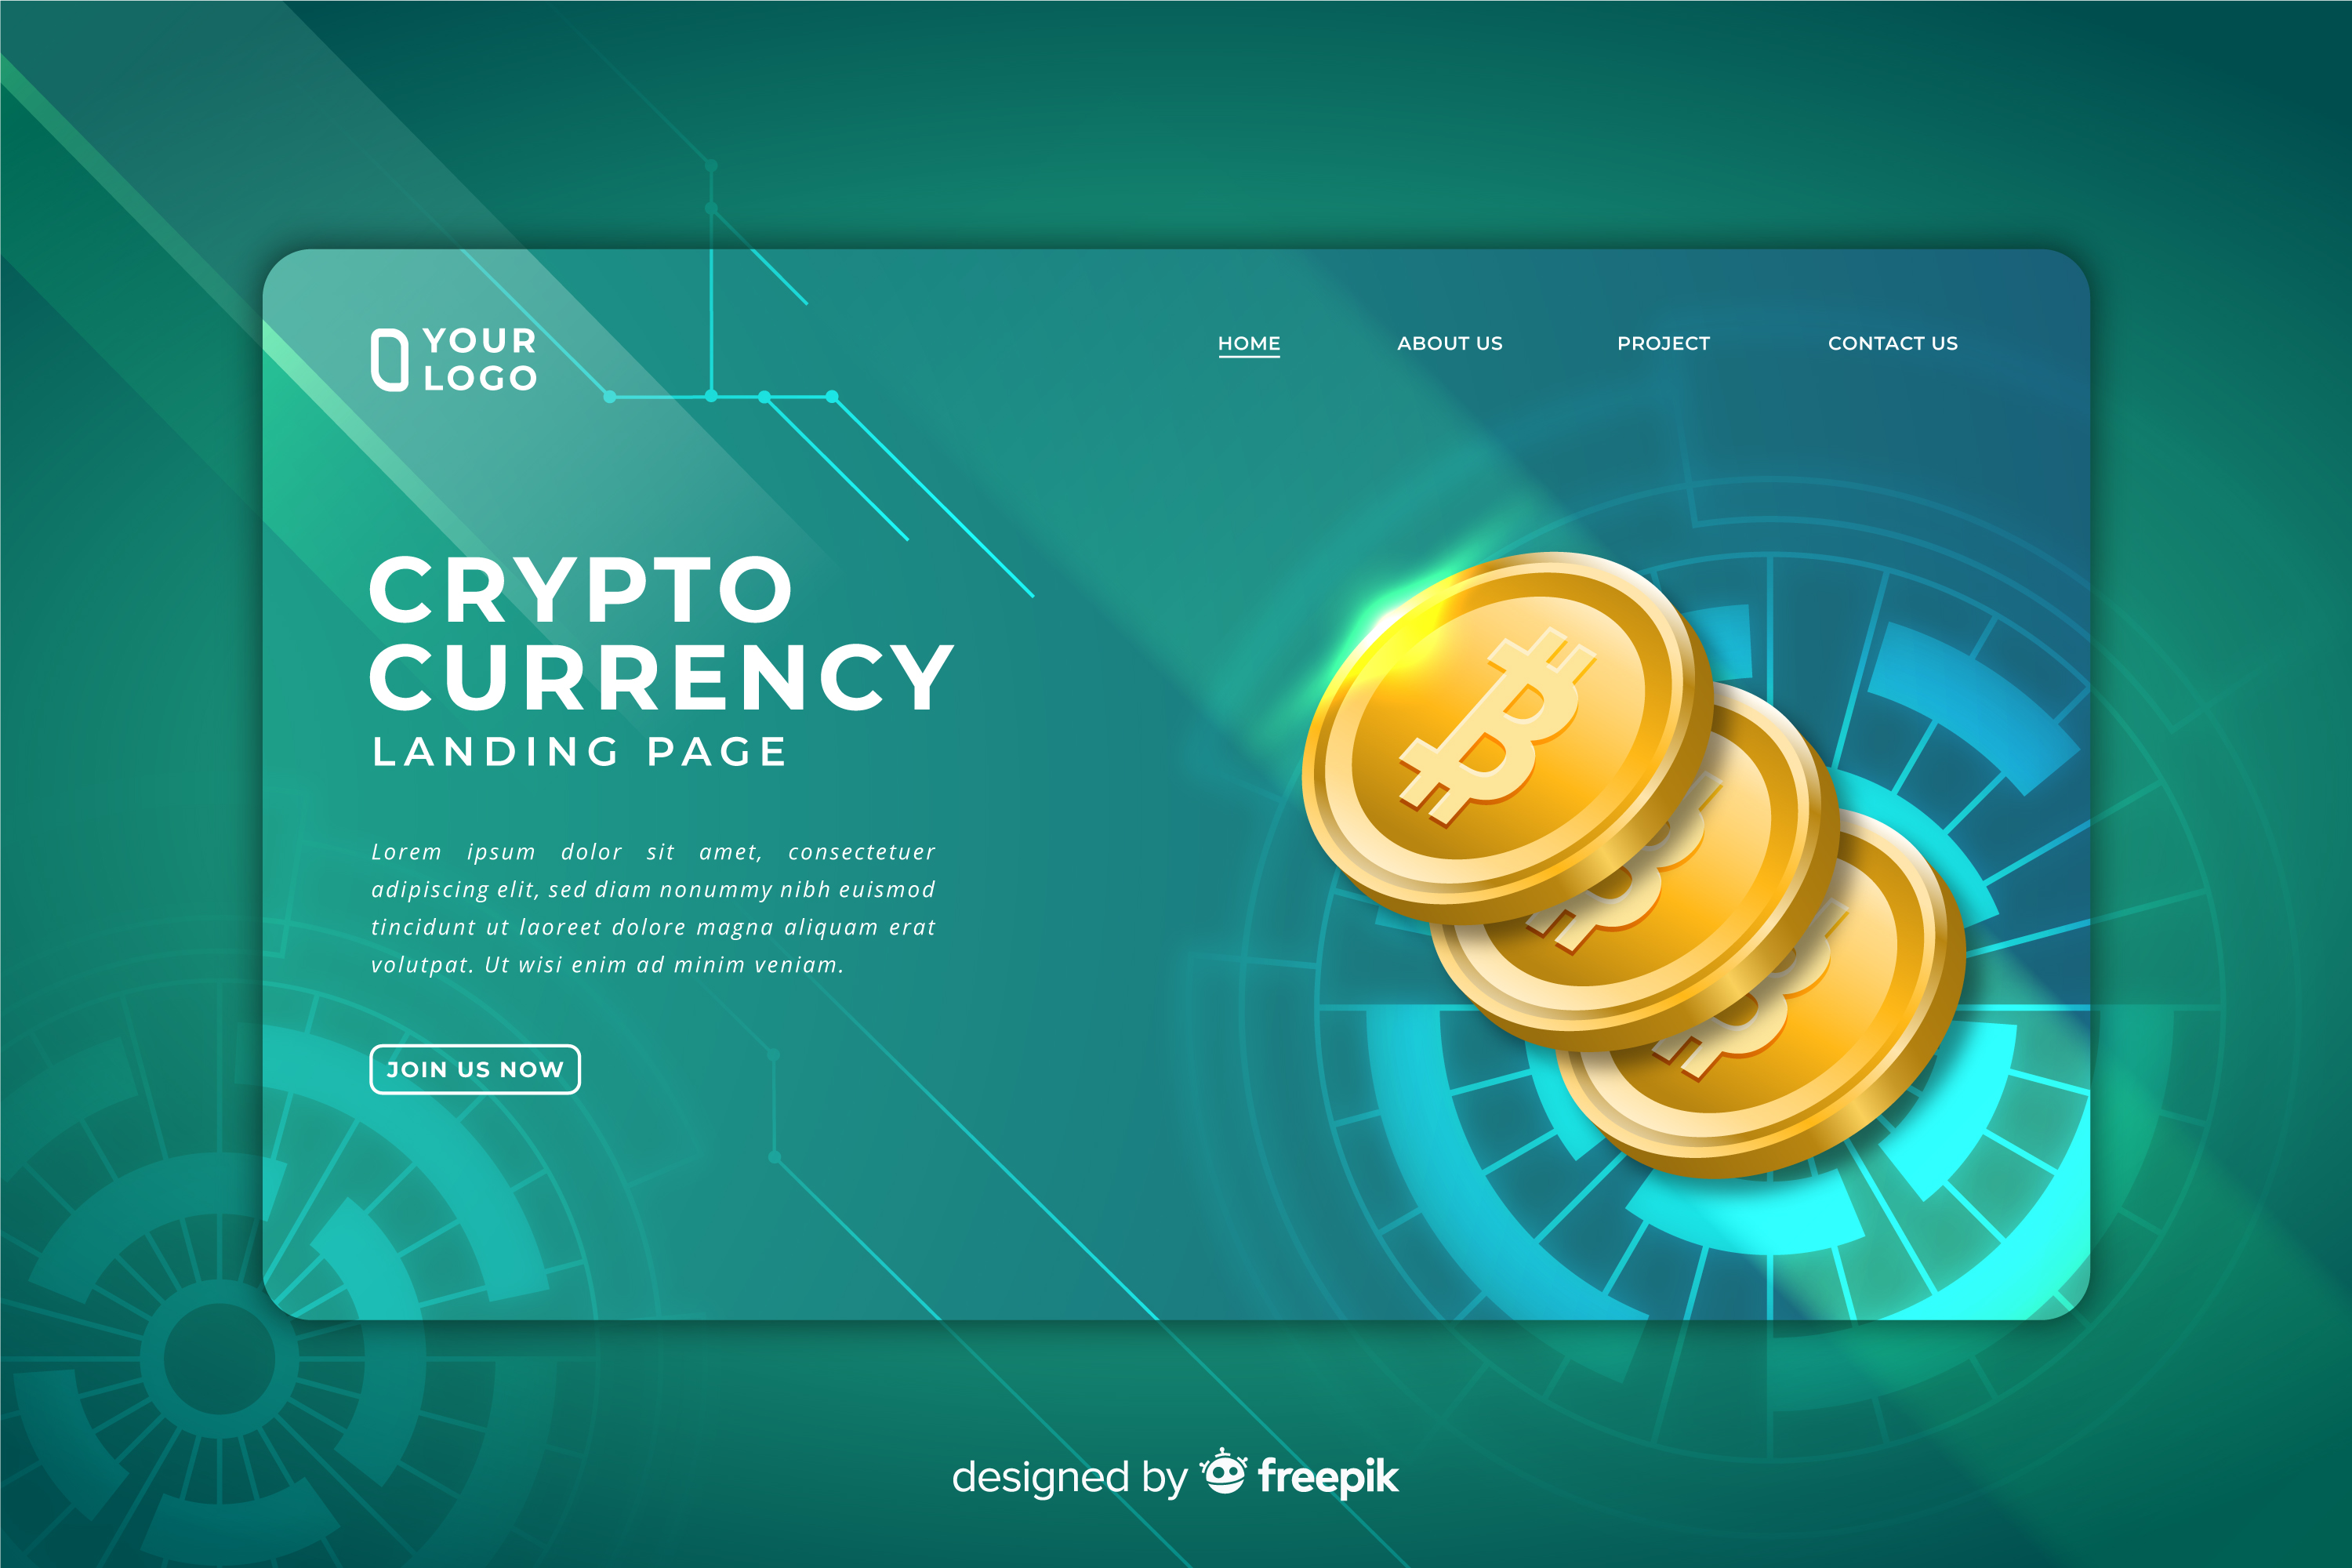 YOUR
LOGO
HOME ABOUT US PROJECT CONTACT US
CRYPTO
CURRENCY
LANDING PAGE
Lorem ipsum dolor sit amet, consectetuer
adipiscing elit, sed diam nonummy nibh euismod
tincidunt ut laoreet dolore magna aliquam erat
volutpat. Ut wisi enim ad minim veniam.
JOIN US NOW
designed by freepik